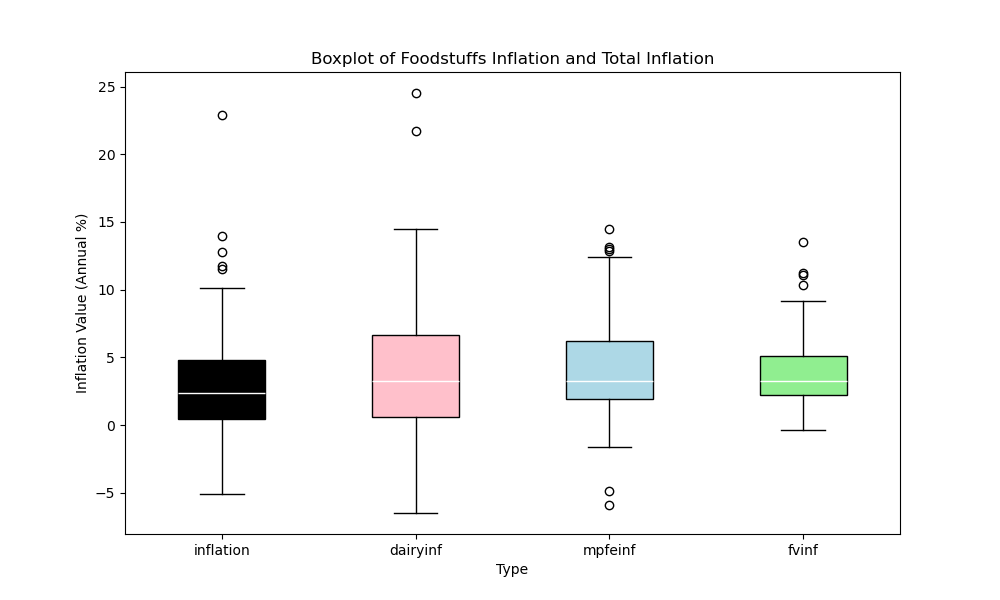 Boxplot of Foodstuffs Inflation and Total Inflation
25
20
15
10
5
0
−5
Inflation Value (Annual %)
inflation dairyinf mpfeinf fvinf
Type